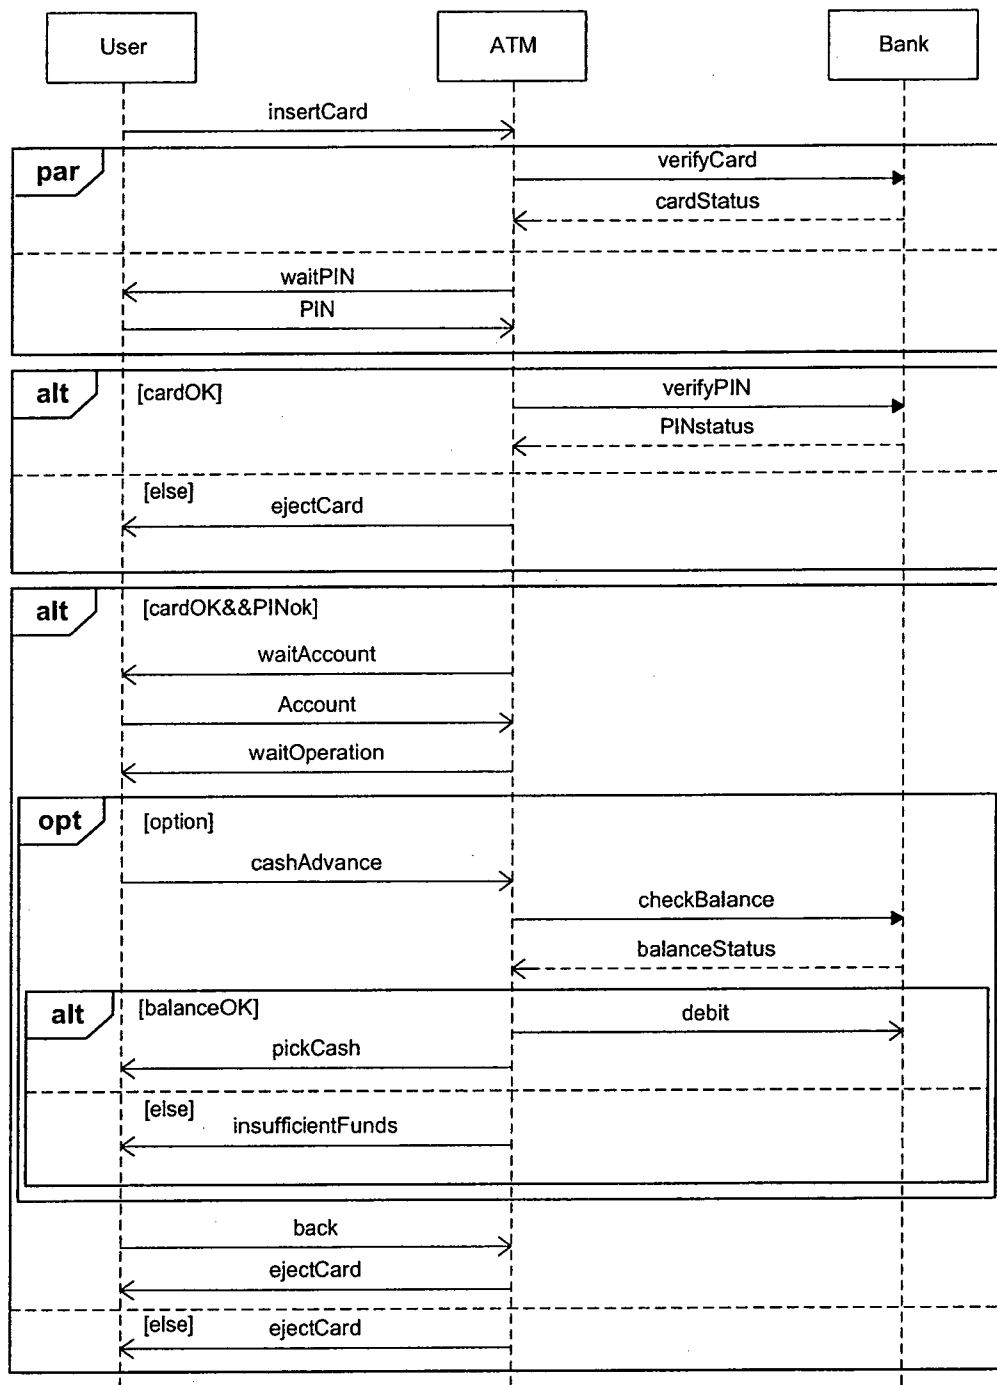 User
ATM
Bank
insertCard
par
verifyCard
cardStatus
waitPIN
PIN
alt
[cardOK]
verifyPIN
PINstatus
[else]
ejectCard
alt
[cardOK&&PINok]
waitAccount
Account
waitOperation
opt
[option]
cashAdvance
checkBalance
balanceStatus
alt
[balanceOK]
debit
pickCash
[else]
insufficientFunds
back
ejectCard
[else]
ejectCard